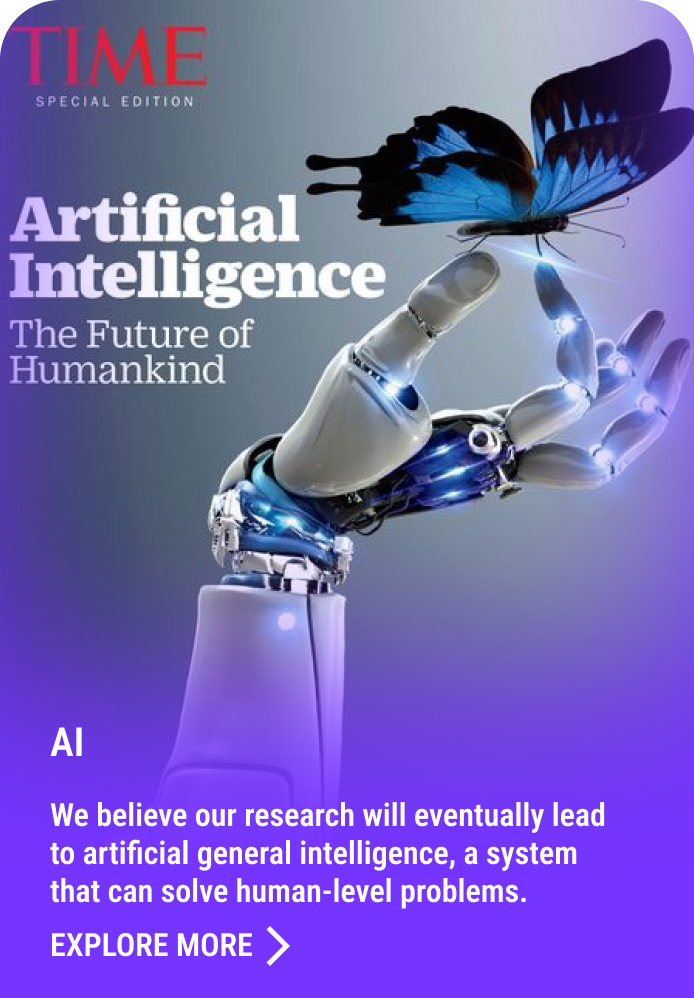 TIME
SPECIAL EDITION
Artificial
Intelligence
The Future of
Humankind
AI
We believe our research will eventually lead
to artificial general intelligence, a system
that can solve human-level problems.
EXPLORE MORE